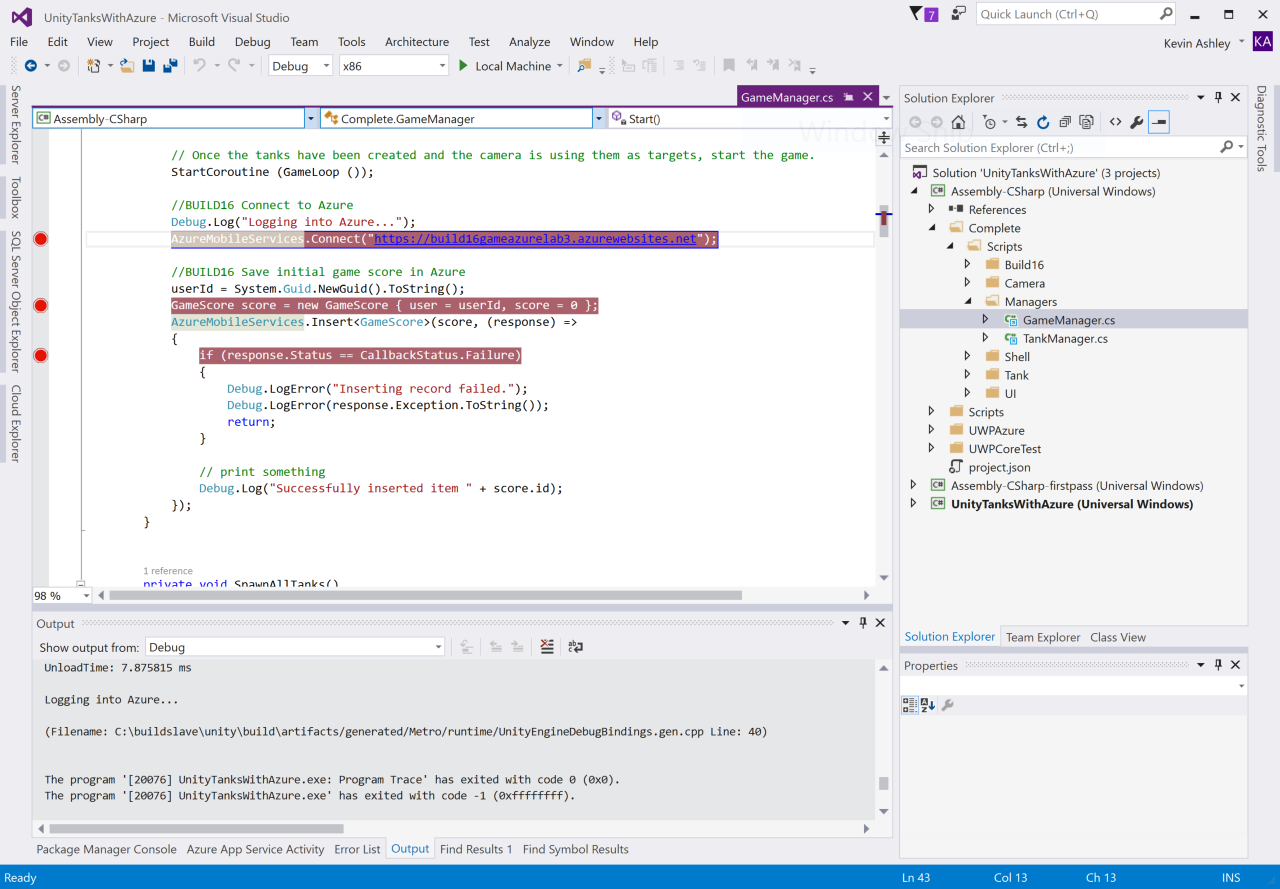 UnityTanksWithAzure - Microsoft Visual Studio
7
Quick Launch (Ctrl+Q)
File Edit View Project Build Debug Team Tools Architecture Test Analyze Window Help
Kevin Ashley
KA
Debug x86 Local Machine
Server Explorer
Toolbox
SQL Server Object Explorer
Cloud Explorer
GameManager.cs
Assembly-CSharp Complete.GameManager Start()
// Once the tanks have been created and the camera is using them as targets, start the game.
StartCoroutine (GameLoop ());
//BUILD16 Connect to Azure
Debug.Log("Logging into Azure...");
AzureMobileServices.Connect("https://build16gameazurelab3.azurewebsites.net");
//BUILD16 Save initial game score in Azure
userId = System.Guid.NewGuid().ToString();
GameScore score = new GameScore { user = userId, score = 0 };
AzureMobileServices.Insert<GameScore>(score, (response) =>
{
if (response.Status == CallbackStatus.Failure)
{
Debug.LogError("Inserting record failed.");
Debug.LogError(response.Exception.ToString());
return;
}
// print something
Debug.Log("Successfully inserted item " + score.id);
});
}
1 reference
private void SpawnAllTanks()
98 %
Output
Show output from: Debug
UnloadTime: 7.875815 ms
Logging into Azure...
(Filename: C:\buildslave\unity\build\artifacts/generated/Metro/runtime/UnityEngineDebugBindings.gen.cpp Line: 40)
The program '[20076] UnityTanksWithAzure.exe: Program Trace' has exited with code 0 (0x0).
The program '[20076] UnityTanksWithAzure.exe' has exited with code -1 (0xffffffff).
Package Manager Console Azure App Service Activity Error List Output Find Results 1 Find Symbol Results
Solution Explorer
Search Solution Explorer (Ctrl+;)
Solution 'UnityTanksWithAzure' (3 projects)
Assembly-CSharp (Universal Windows)
References
Complete
Scripts
Build16
Camera
Managers
GameManager.cs
TankManager.cs
Shell
Tank
UI
Scripts
UWPAzure
UWPCoreTest
project.json
Assembly-CSharp-firstpass (Universal Windows)
UnityTanksWithAzure (Universal Windows)
Solution Explorer Team Explorer Class View
Properties
Diagnostic Tools
Ready Ln 43 Col 13 Ch 13 INS